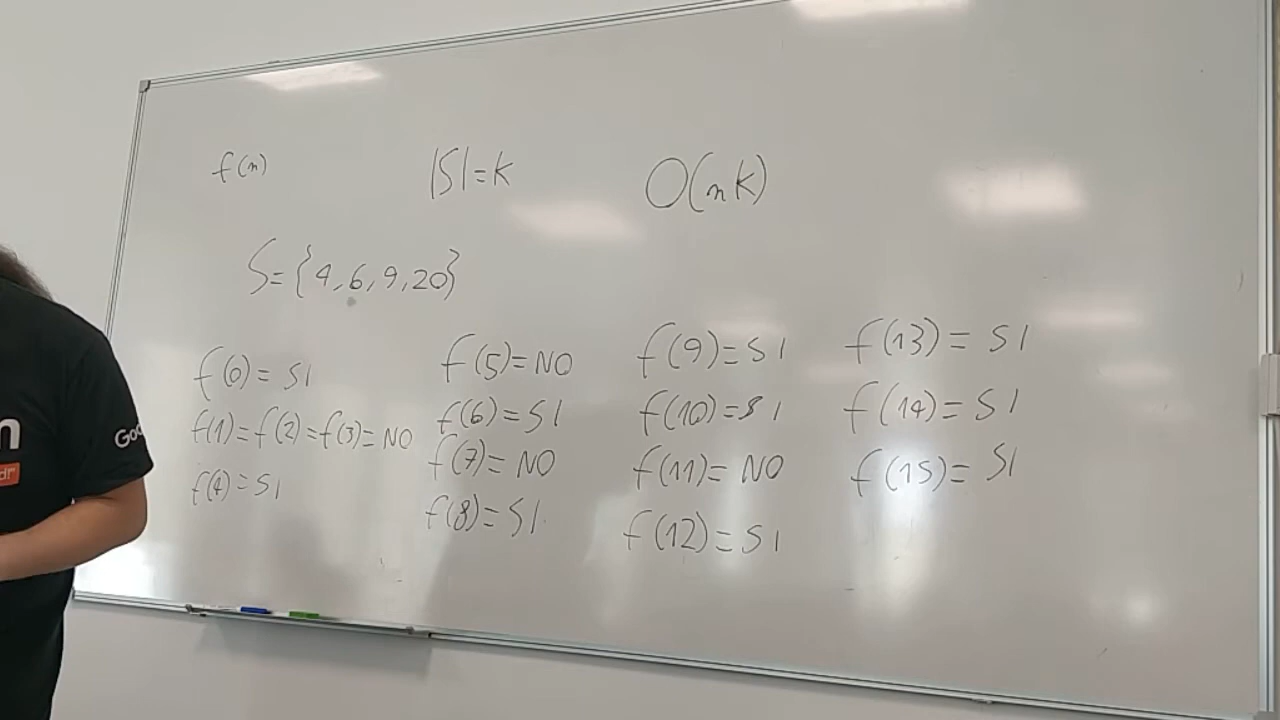 f(n) |S|=k O(nk)
S={4,6,9,20}
f(0)=SI
f(1)=f(2)=f(3)=NO
f(4)=SI
f(5)=NO
f(6)=SI
f(7)=NO
f(8)=SI
f(9)=SI
f(10)=SI
f(11)=NO
f(12)=SI
f(13)=SI
f(14)=SI
f(15)=SI